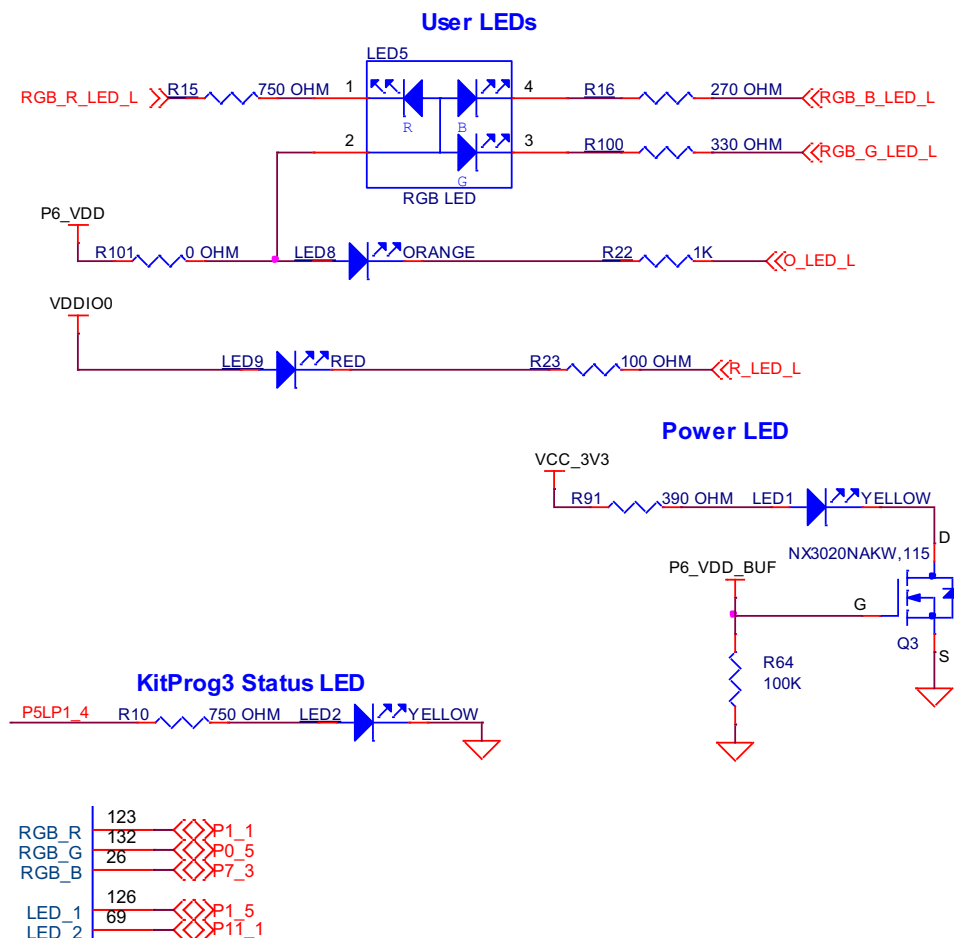 User LEDs
LED5
RGB_R_LED_L R15 750 OHM 1 4 R16 270 OHM RGB_B_LED_L
R B
2 3 R100 330 OHM RGB_G_LED_L
G
RGB LED
P6_VDD
R101 0 OHM LED8 ORANGE R22 1K O_LED_L
VDDIO0
LED9 RED R23 100 OHM R_LED_L
Power LED
VCC_3V3
R91 390 OHM LED1 YELLOW
D
NX3020NAKW,115
P6_VDD_BUF
G
Q3
S
R64
100K
KitProg3 Status LED
P5LP1_4 R10 750 OHM LED2 YELLOW
RGB_R 123 P1_1
RGB_G 132 P0_5
RGB_B 26 P7_3
LED_1 126 P1_5
LED_2 69 P11_1